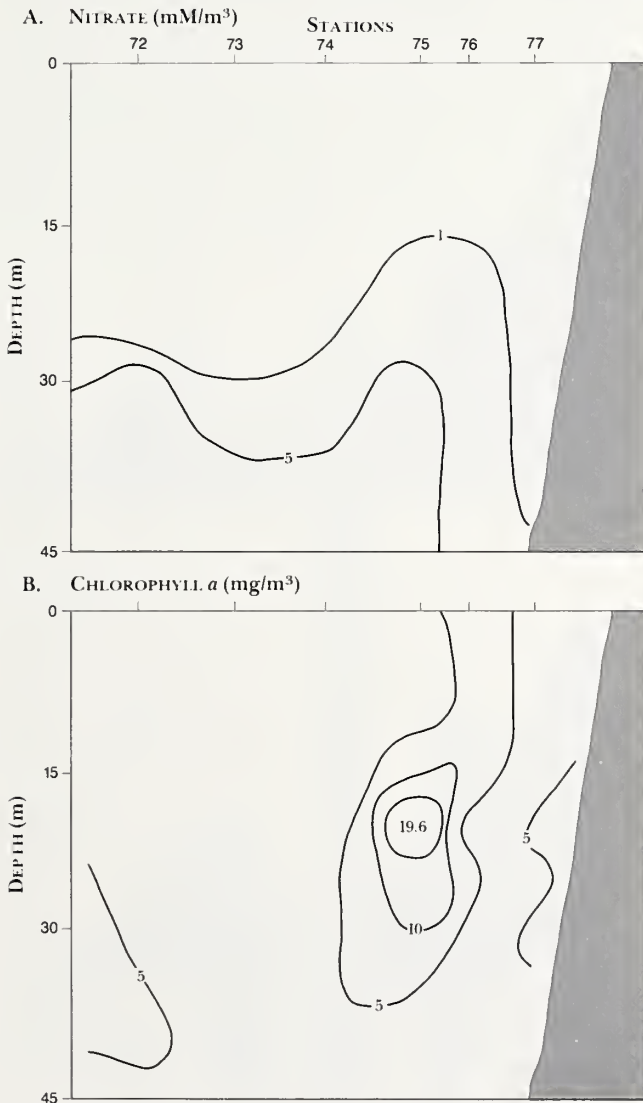 A. NITRATE (mM/m³)
STATIONS
72 73 74 75 76 77
0
15
30
45
DEPTH (m)
1
5
B. CHLOROPHYLL a (mg/m³)
0
15
30
45
DEPTH (m)
19.6
10
5
5
5